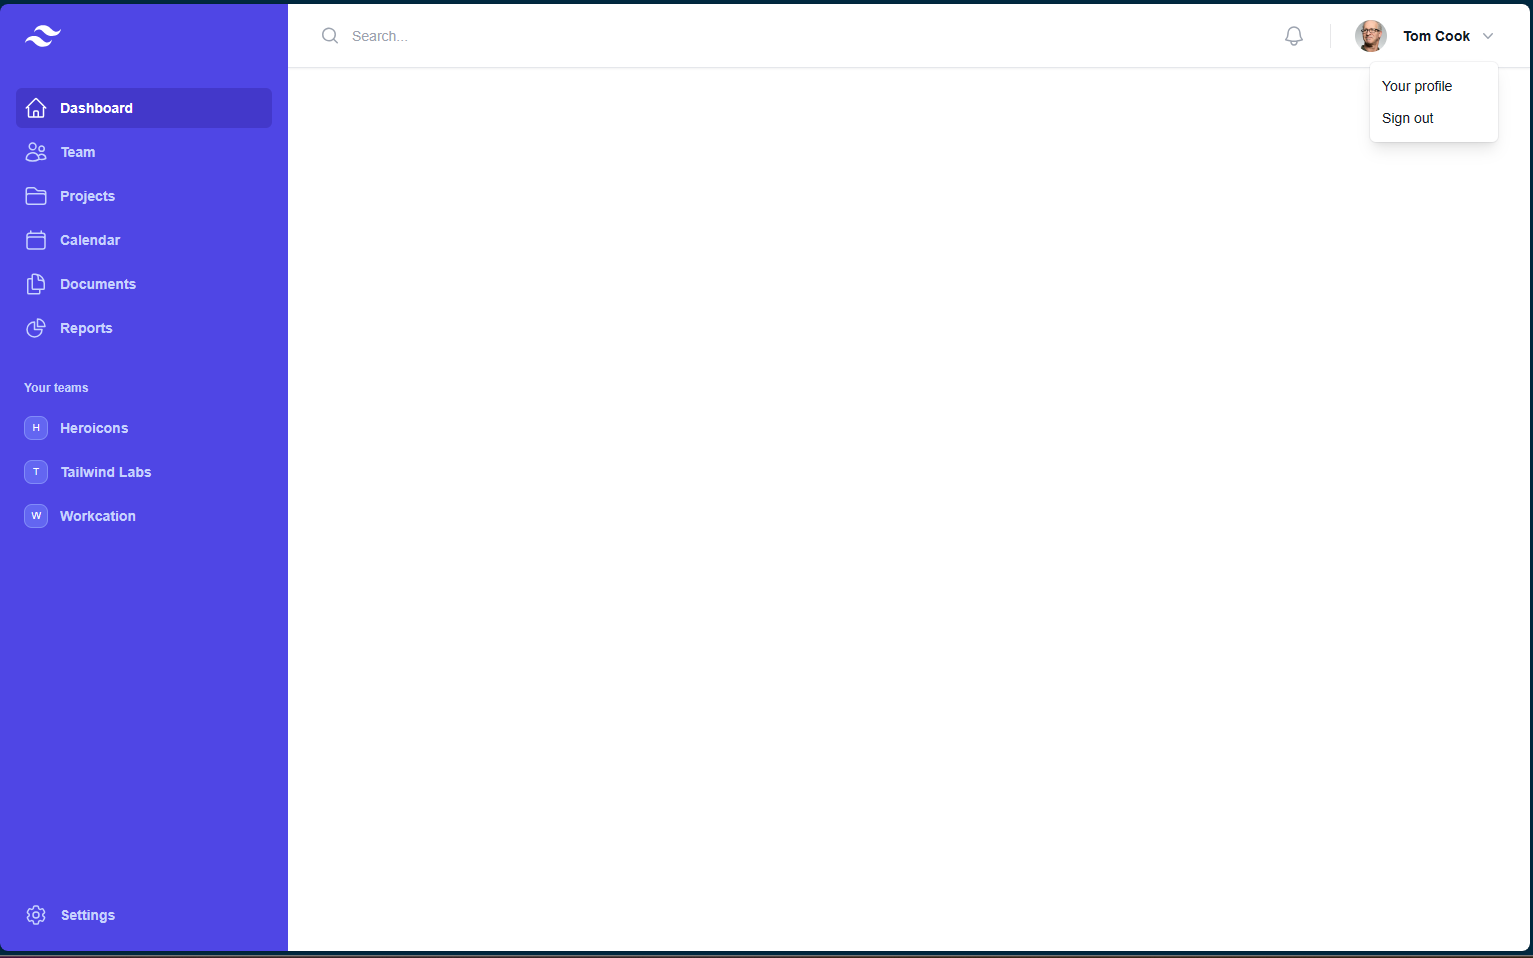 Search...
Tom Cook
Your profile
Sign out
Dashboard
Team
Projects
Calendar
Documents
Reports
Your teams
H Heroicons
T Tailwind Labs
W Workcation
Settings